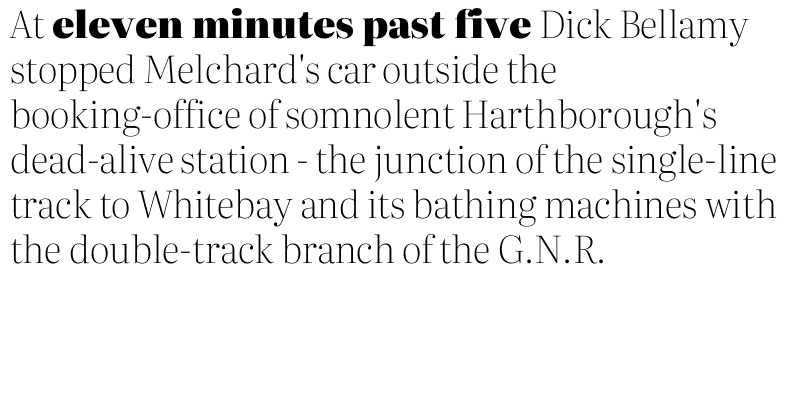 At eleven minutes past five Dick Bellamy
stopped Melchard's car outside the
booking-office of somnolent Harthborough's
dead-alive station - the junction of the single-line
track to Whitebay and its bathing machines with
the double-track branch of the G.N.R.